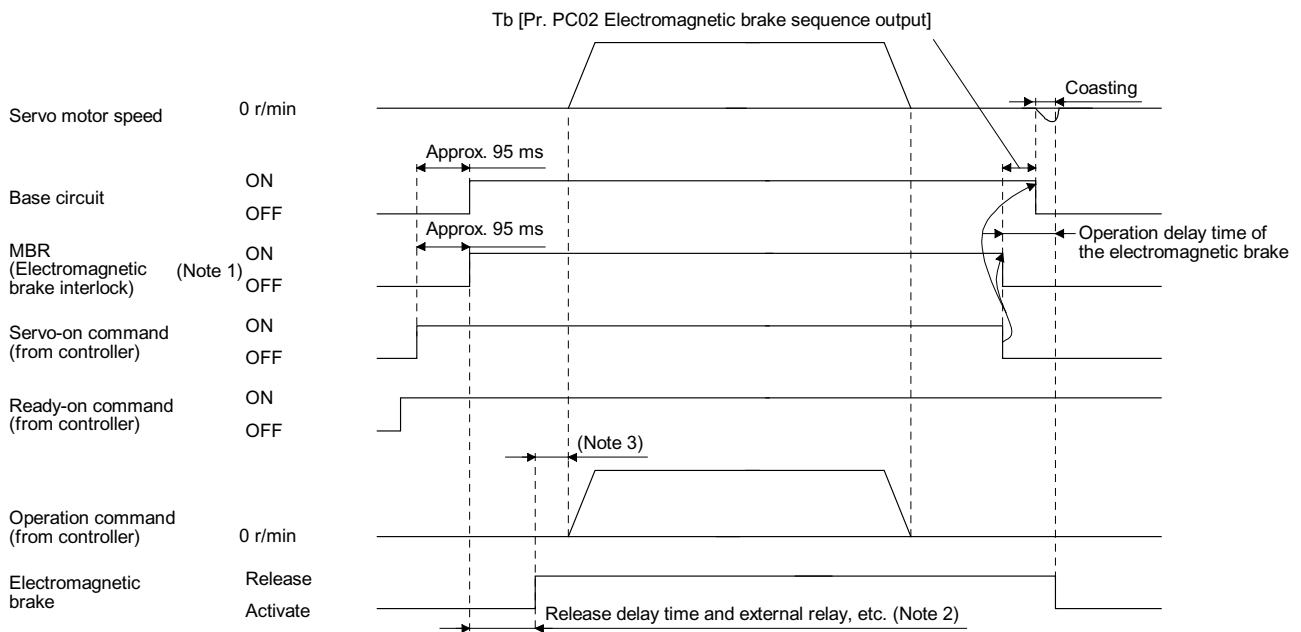 Tb [Pr. PC02 Electromagnetic brake sequence output]
Coasting
Servo motor speed
0 r/min
Approx. 95 ms
Base circuit
ON
OFF
Approx. 95 ms
Operation delay time of
the electromagnetic brake
MBR
(Electromagnetic
brake interlock)
(Note 1)
ON
OFF
Servo-on command
(from controller)
ON
OFF
Ready-on command
(from controller)
ON
OFF
(Note 3)
Operation command
(from controller)
0 r/min
Electromagnetic
brake
Release
Activate
Release delay time and external relay, etc. (Note 2)